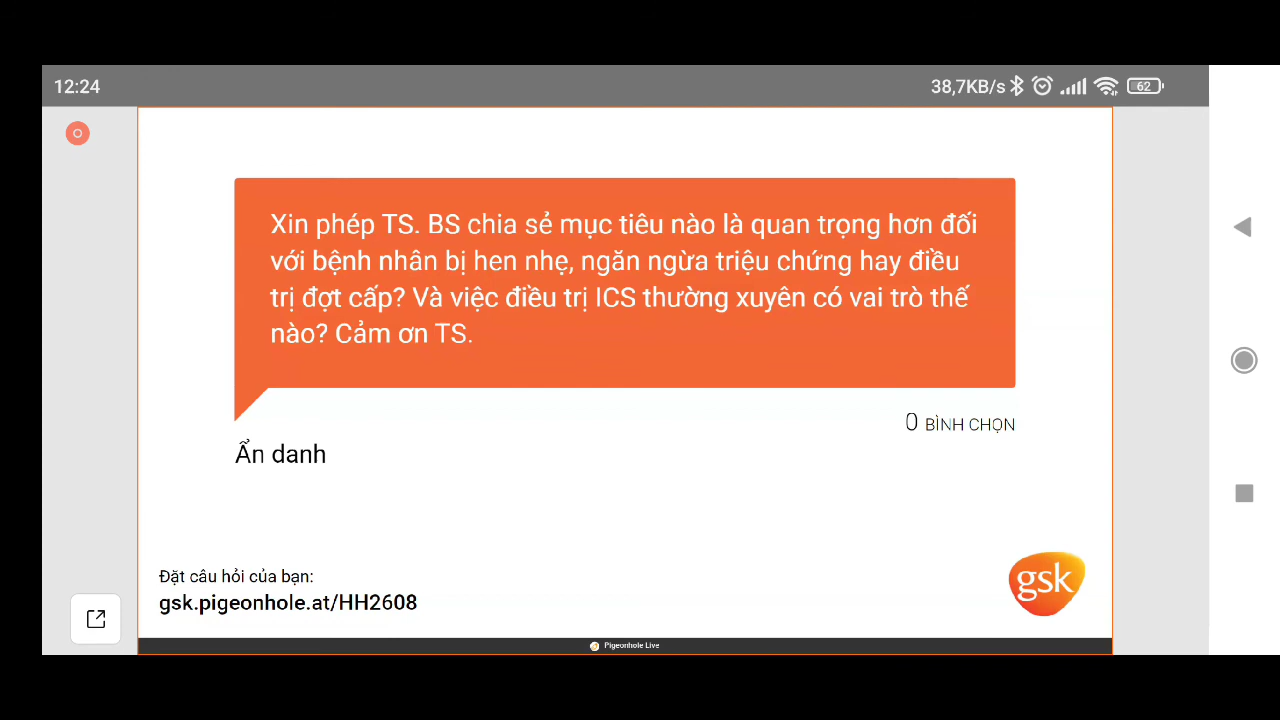 12:24
38,7KB/s
62
Xin phép TS. BS chia sẻ mục tiêu nào là quan trọng hơn đối
với bệnh nhân bị hen nhẹ, ngăn ngừa triệu chứng hay điều
trị đợt cấp? Và việc điều trị ICS thường xuyên có vai trò thế
nào? Cảm ơn TS.
0 BÌNH CHỌN
Ẩn danh
Đặt câu hỏi của bạn:
gsk.pigeonhole.at/HH2608
gsk
Pigeonhole Live